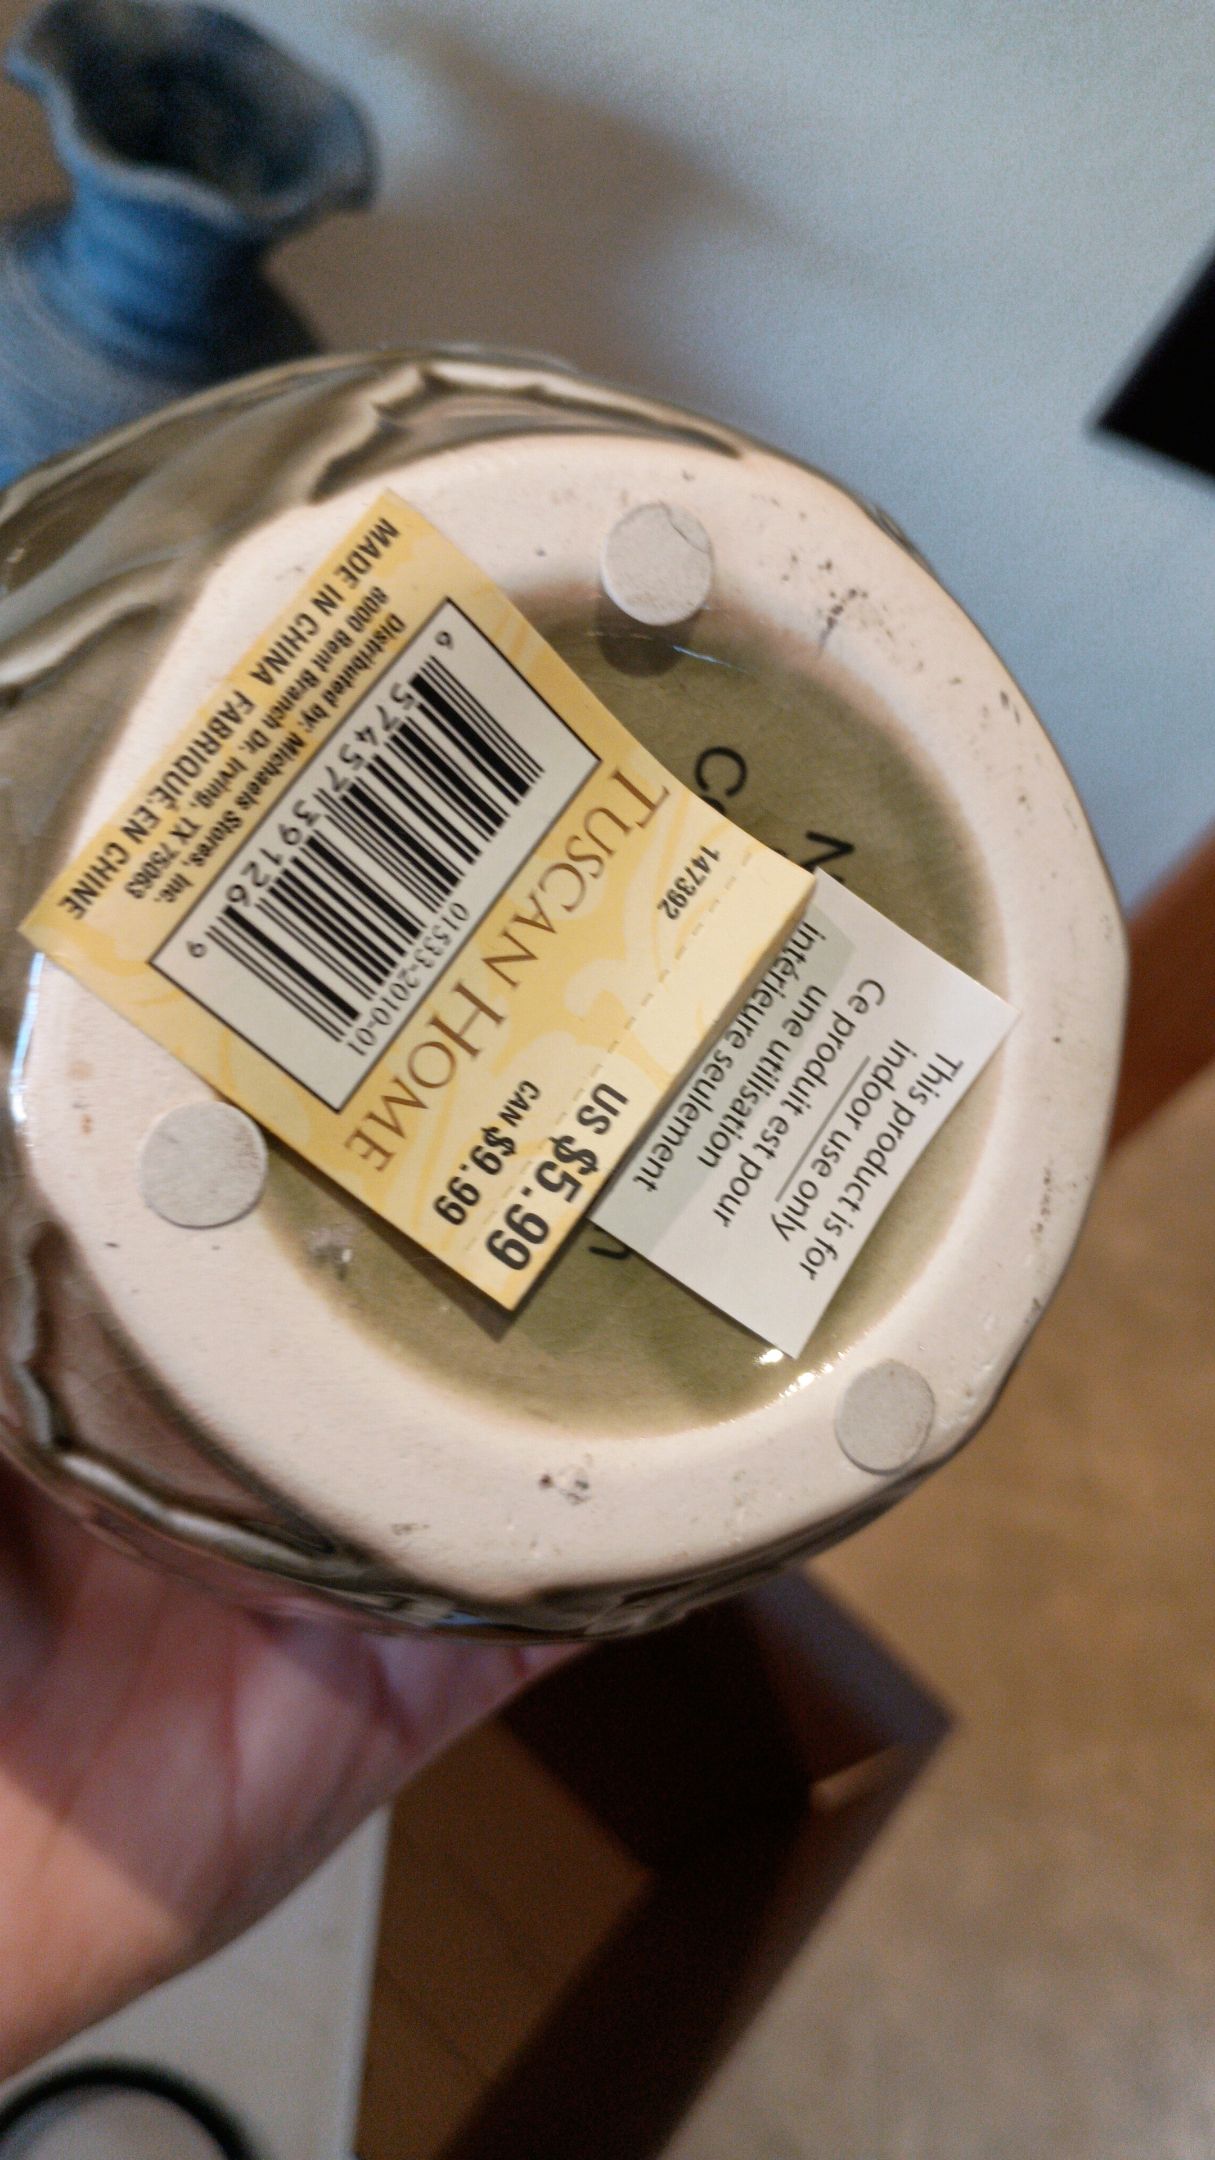 MADE IN CHINA FABRIQUÉ EN CHINE
Distributed by: Michaels Stores, Inc.
8000 Bent Branch Dr. Irving, TX 75063
6 57457 39126 9
01533-2010-01
TUSCAN HOME
147392
US $5.99
CAN $9.99
This product is for
indoor use only
Ce produit est pour
une utilisation
intérieure seulement